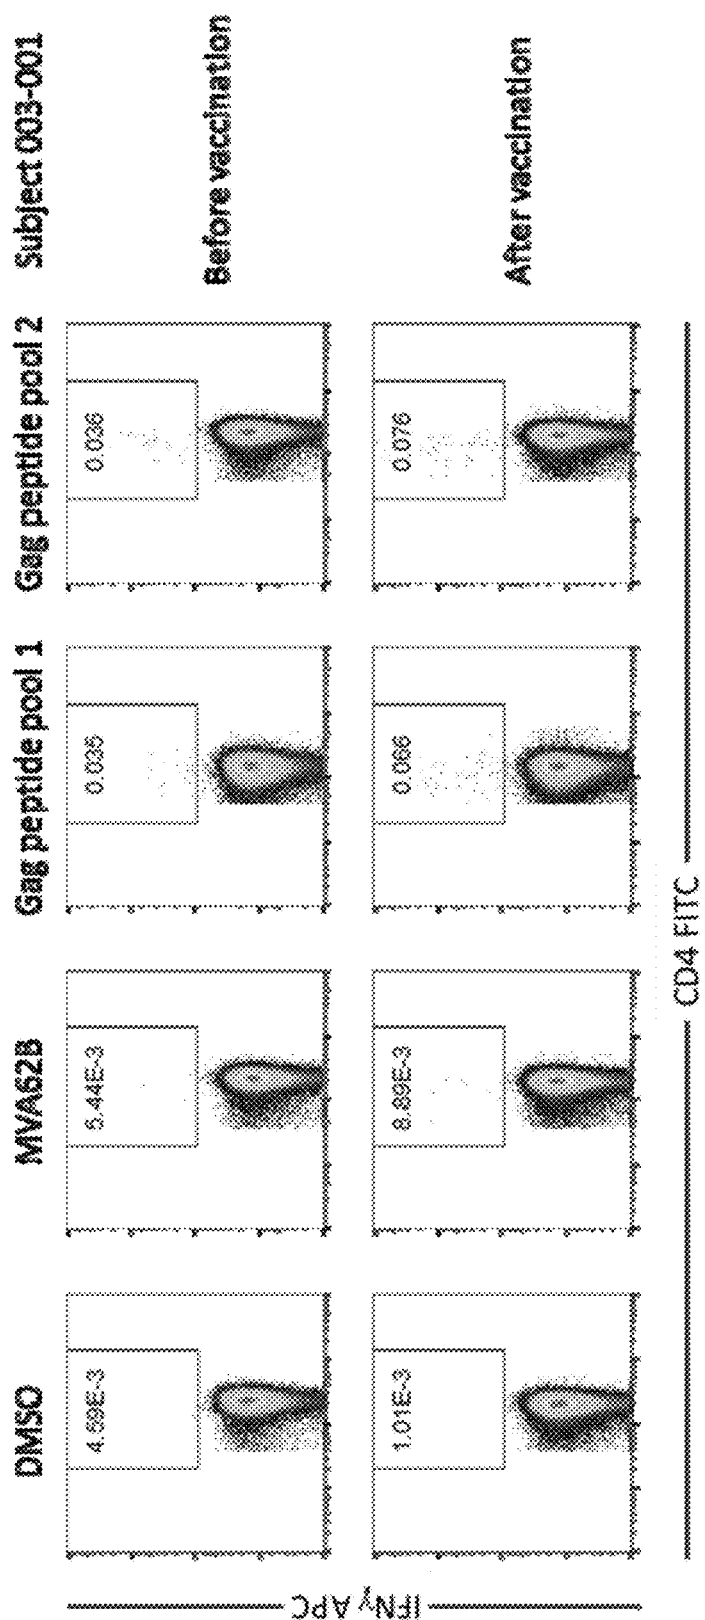 DMSO
MVA62B
Gag peptide pool 1
Gag peptide pool 2
Subject 003-001
4.59E-3
5.44E-3
0.035
0.036
Before vaccination
1.01E-3
8.89E-3
0.066
0.076
After vaccination
IFNγ APC
CD4 FITC